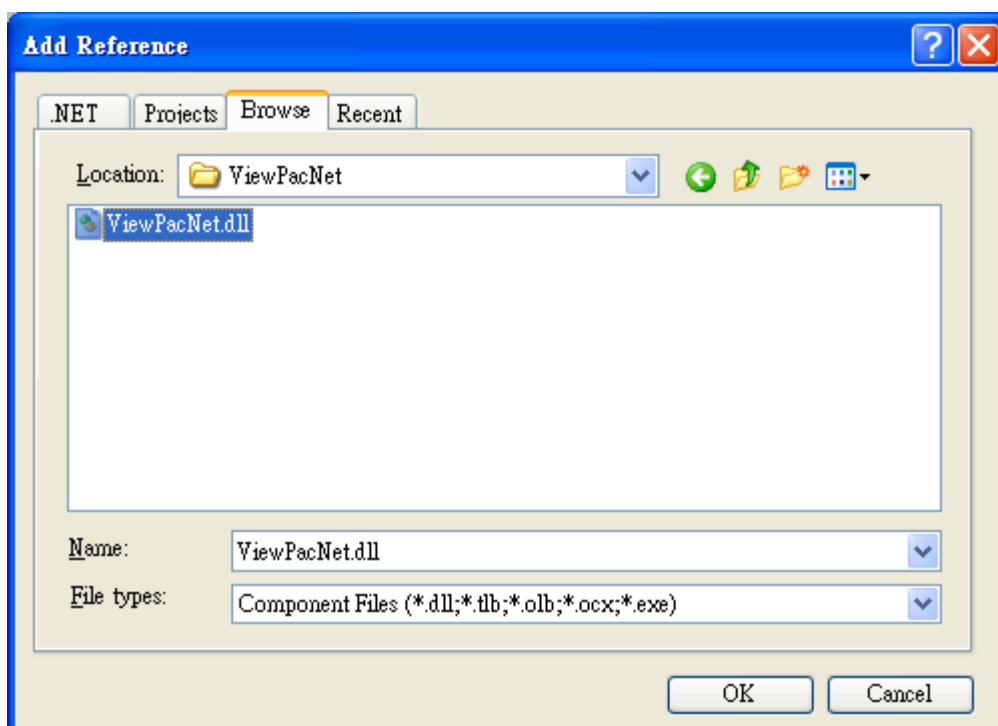 Add Reference
.NET Projects Browse Recent
Location: ViewPacNet
ViewPacNet.dll
Name: ViewPacNet.dll
File types: Component Files (*.dll;*.tlb;*.olb;*.ocx;*.exe)
OK Cancel